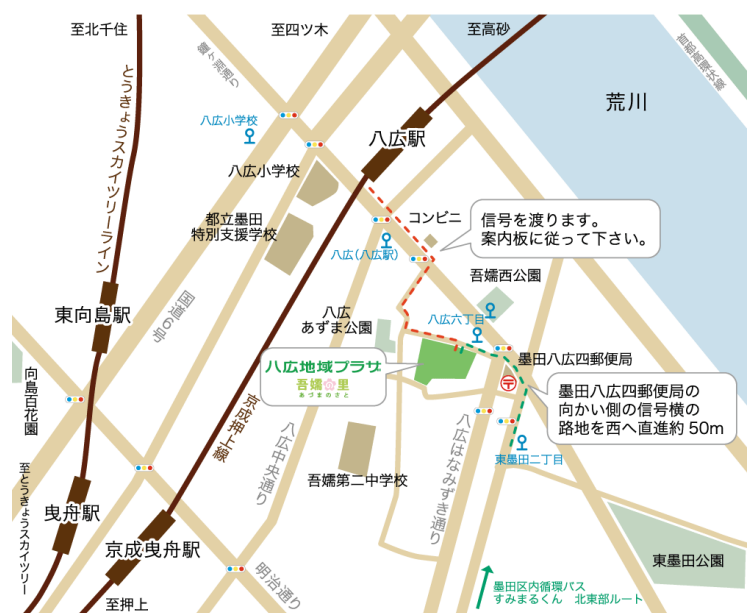 至北千住
至四ツ木
至高砂
鐘ヶ淵通り
首都高環状線
とうきょうスカイツリーライン
荒川
八広小学校
八広駅
八広小学校
都立墨田
特別支援学校
コンビニ
信号を渡ります。
案内板に従って下さい。
八広(八広駅)
吾嬬西公園
国道6号
東向島駅
八広
あずま公園
八広六丁目
墨田八広四郵便局
向島百花園
八広地域プラザ
吾嬬の里
あづまのさと
墨田八広四郵便局の
向かい側の信号横の
路地を西へ直進約 50m
京成押上線
八広中央通り
八広はなみずき通り
東墨田二丁目
吾嬬第二中学校
至とうきょうスカイツリー
曳舟駅
京成曳舟駅
明治通り
東墨田公園
墨田区内循環バス
すみまるくん 北東部ルート
至押上